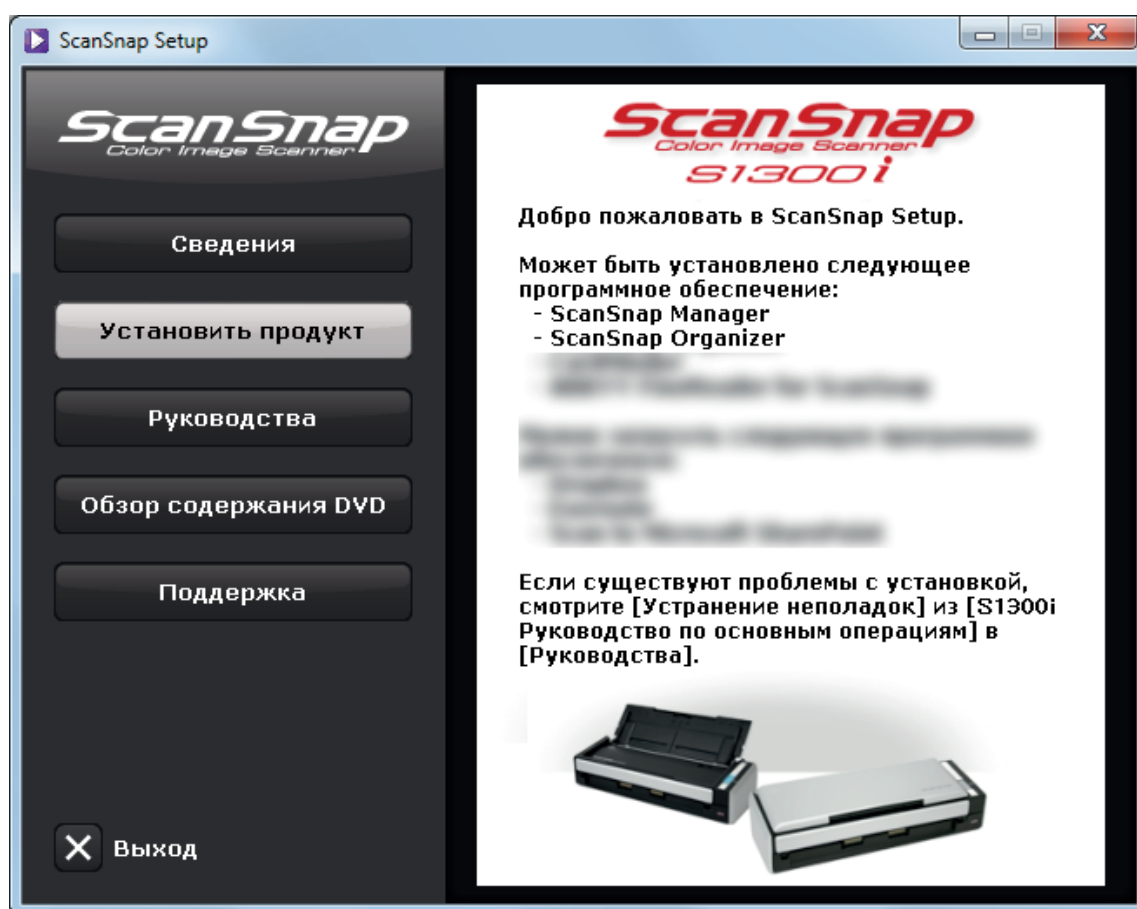 ScanSnap Setup
ScanSnap
Color Image Scanner
Сведения
Установить продукт
Руководства
Обзор содержания DVD
Поддержка
Выход
ScanSnap
Color Image Scanner
S1300i
Добро пожаловать в ScanSnap Setup.
Может быть установлено следующее
программное обеспечение:
- ScanSnap Manager
- ScanSnap Organizer
Если существуют проблемы с установкой,
смотрите [Устранение неполадок] из [S1300i
Руководство по основным операциям] в
[Руководства].